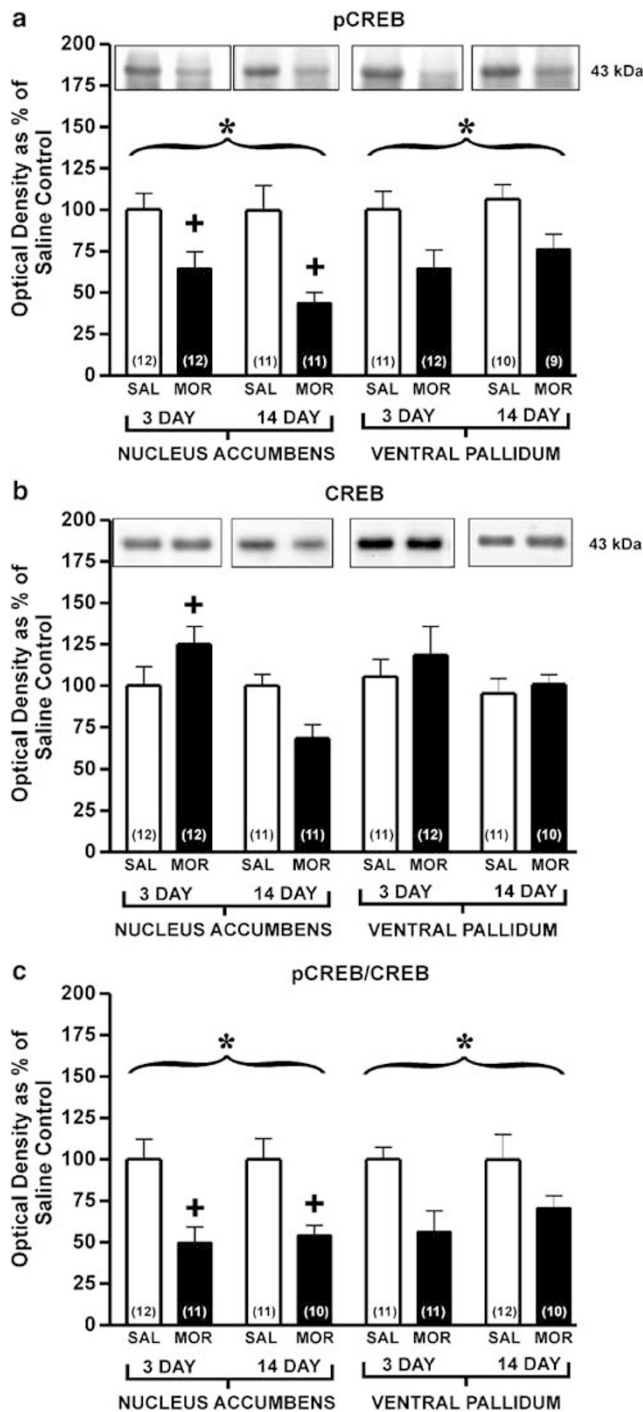 a
pCREB
43 kDa
Optical Density as % of
Saline Control
200
175
150
125
100
75
50
25
0
*
*
+
+
(12)
(12)
(11)
(11)
(11)
(12)
(10)
(9)
SAL MOR SAL MOR SAL MOR SAL MOR
3 DAY 14 DAY 3 DAY 14 DAY
NUCLEUS ACCUMBENS VENTRAL PALLIDUM
b
CREB
43 kDa
Optical Density as % of
Saline Control
200
175
150
125
100
75
50
25
0
+
(12)
(12)
(11)
(11)
(11)
(12)
(11)
(10)
SAL MOR SAL MOR SAL MOR SAL MOR
3 DAY 14 DAY 3 DAY 14 DAY
NUCLEUS ACCUMBENS VENTRAL PALLIDUM
c
pCREB/CREB
Optical Density as % of
Saline Control
200
175
150
125
100
75
50
25
0
*
*
+
+
(12)
(11)
(11)
(10)
(11)
(11)
(12)
(10)
SAL MOR SAL MOR SAL MOR SAL MOR
3 DAY 14 DAY 3 DAY 14 DAY
NUCLEUS ACCUMBENS VENTRAL PALLIDUM